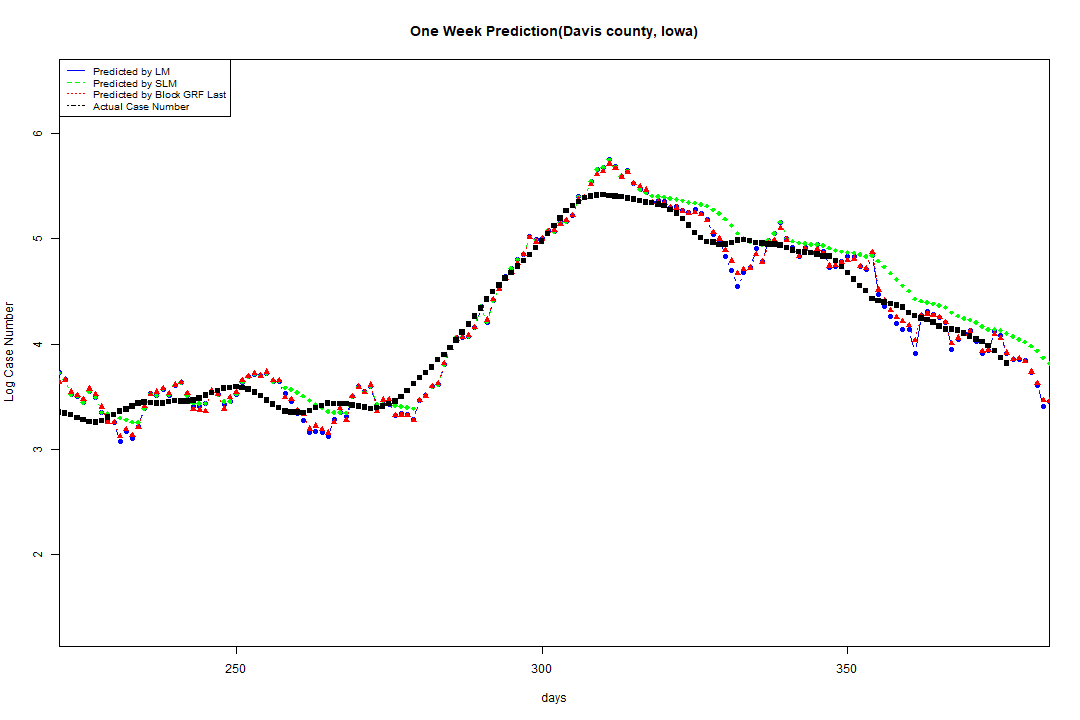 One Week Prediction(Davis county, Iowa)
Predicted by LM
Predicted by SLM
Predicted by Block GRF Last
Actual Case Number
6
5
4
3
2
Log Case Number
250
300
350
days